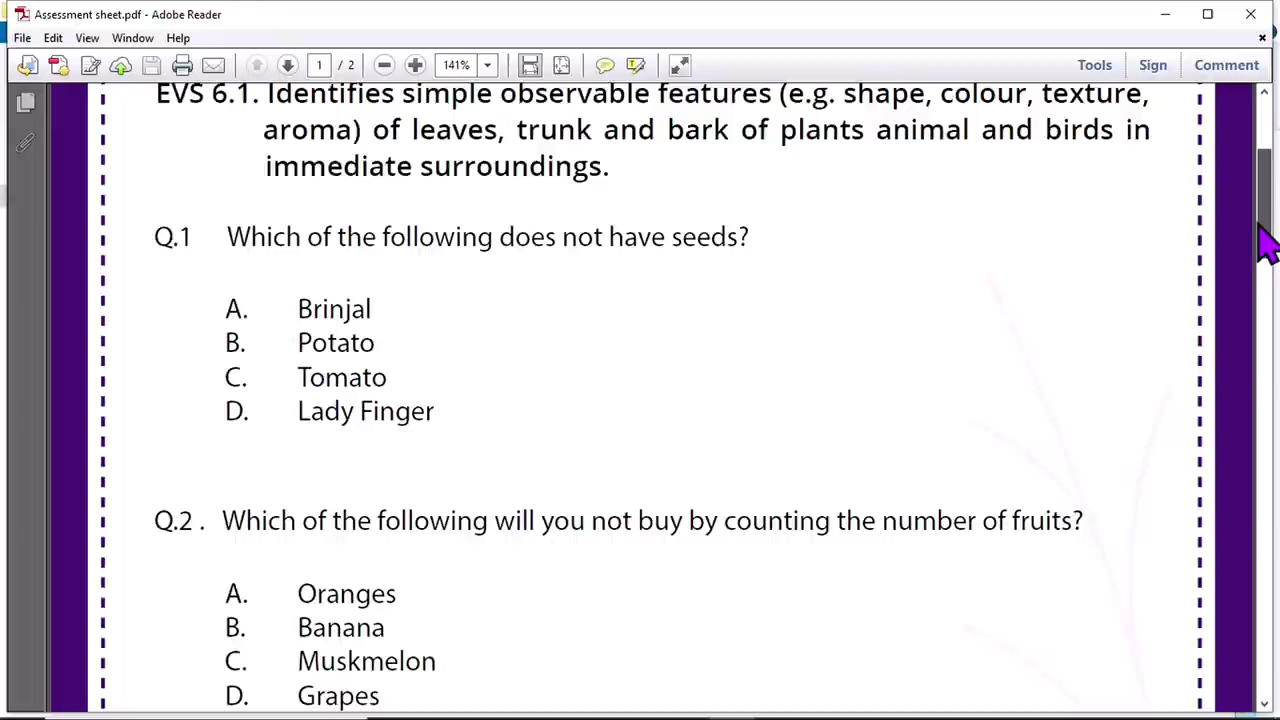 Assessment sheet.pdf - Adobe Reader
File Edit View Window Help
1 / 2 141% Tools Sign Comment
EVS 6.1. Identifies simple observable features (e.g. shape, colour, texture,
aroma) of leaves, trunk and bark of plants animal and birds in
immediate surroundings.
Q.1 Which of the following does not have seeds?
A. Brinjal
B. Potato
C. Tomato
D. Lady Finger
Q.2 . Which of the following will you not buy by counting the number of fruits?
A. Oranges
B. Banana
C. Muskmelon
D. Grapes